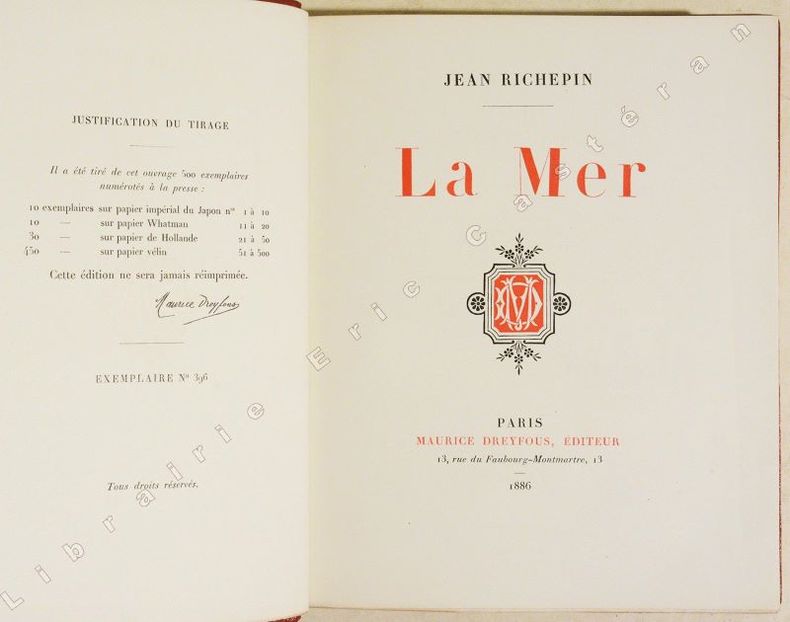 JUSTIFICATION DU TIRAGE
Il a été tiré de cet ouvrage 500 exemplaires
numérotés à la presse :
10 exemplaires sur papier impérial du Japon nos 1 à 10
10 — sur papier Whatman 11 à 20
30 — sur papier de Hollande 21 à 50
450 — sur papier vélin 51 à 500
Cette édition ne sera jamais réimprimée.
Maurice Dreyfous
EXEMPLAIRE No 396
Tous droits réservés.
JEAN RICHEPIN
La Mer
MD
PARIS
MAURICE DREYFOUS, ÉDITEUR
13, rue du Faubourg-Montmartre, 13
1886
Librairie Eric Castéran